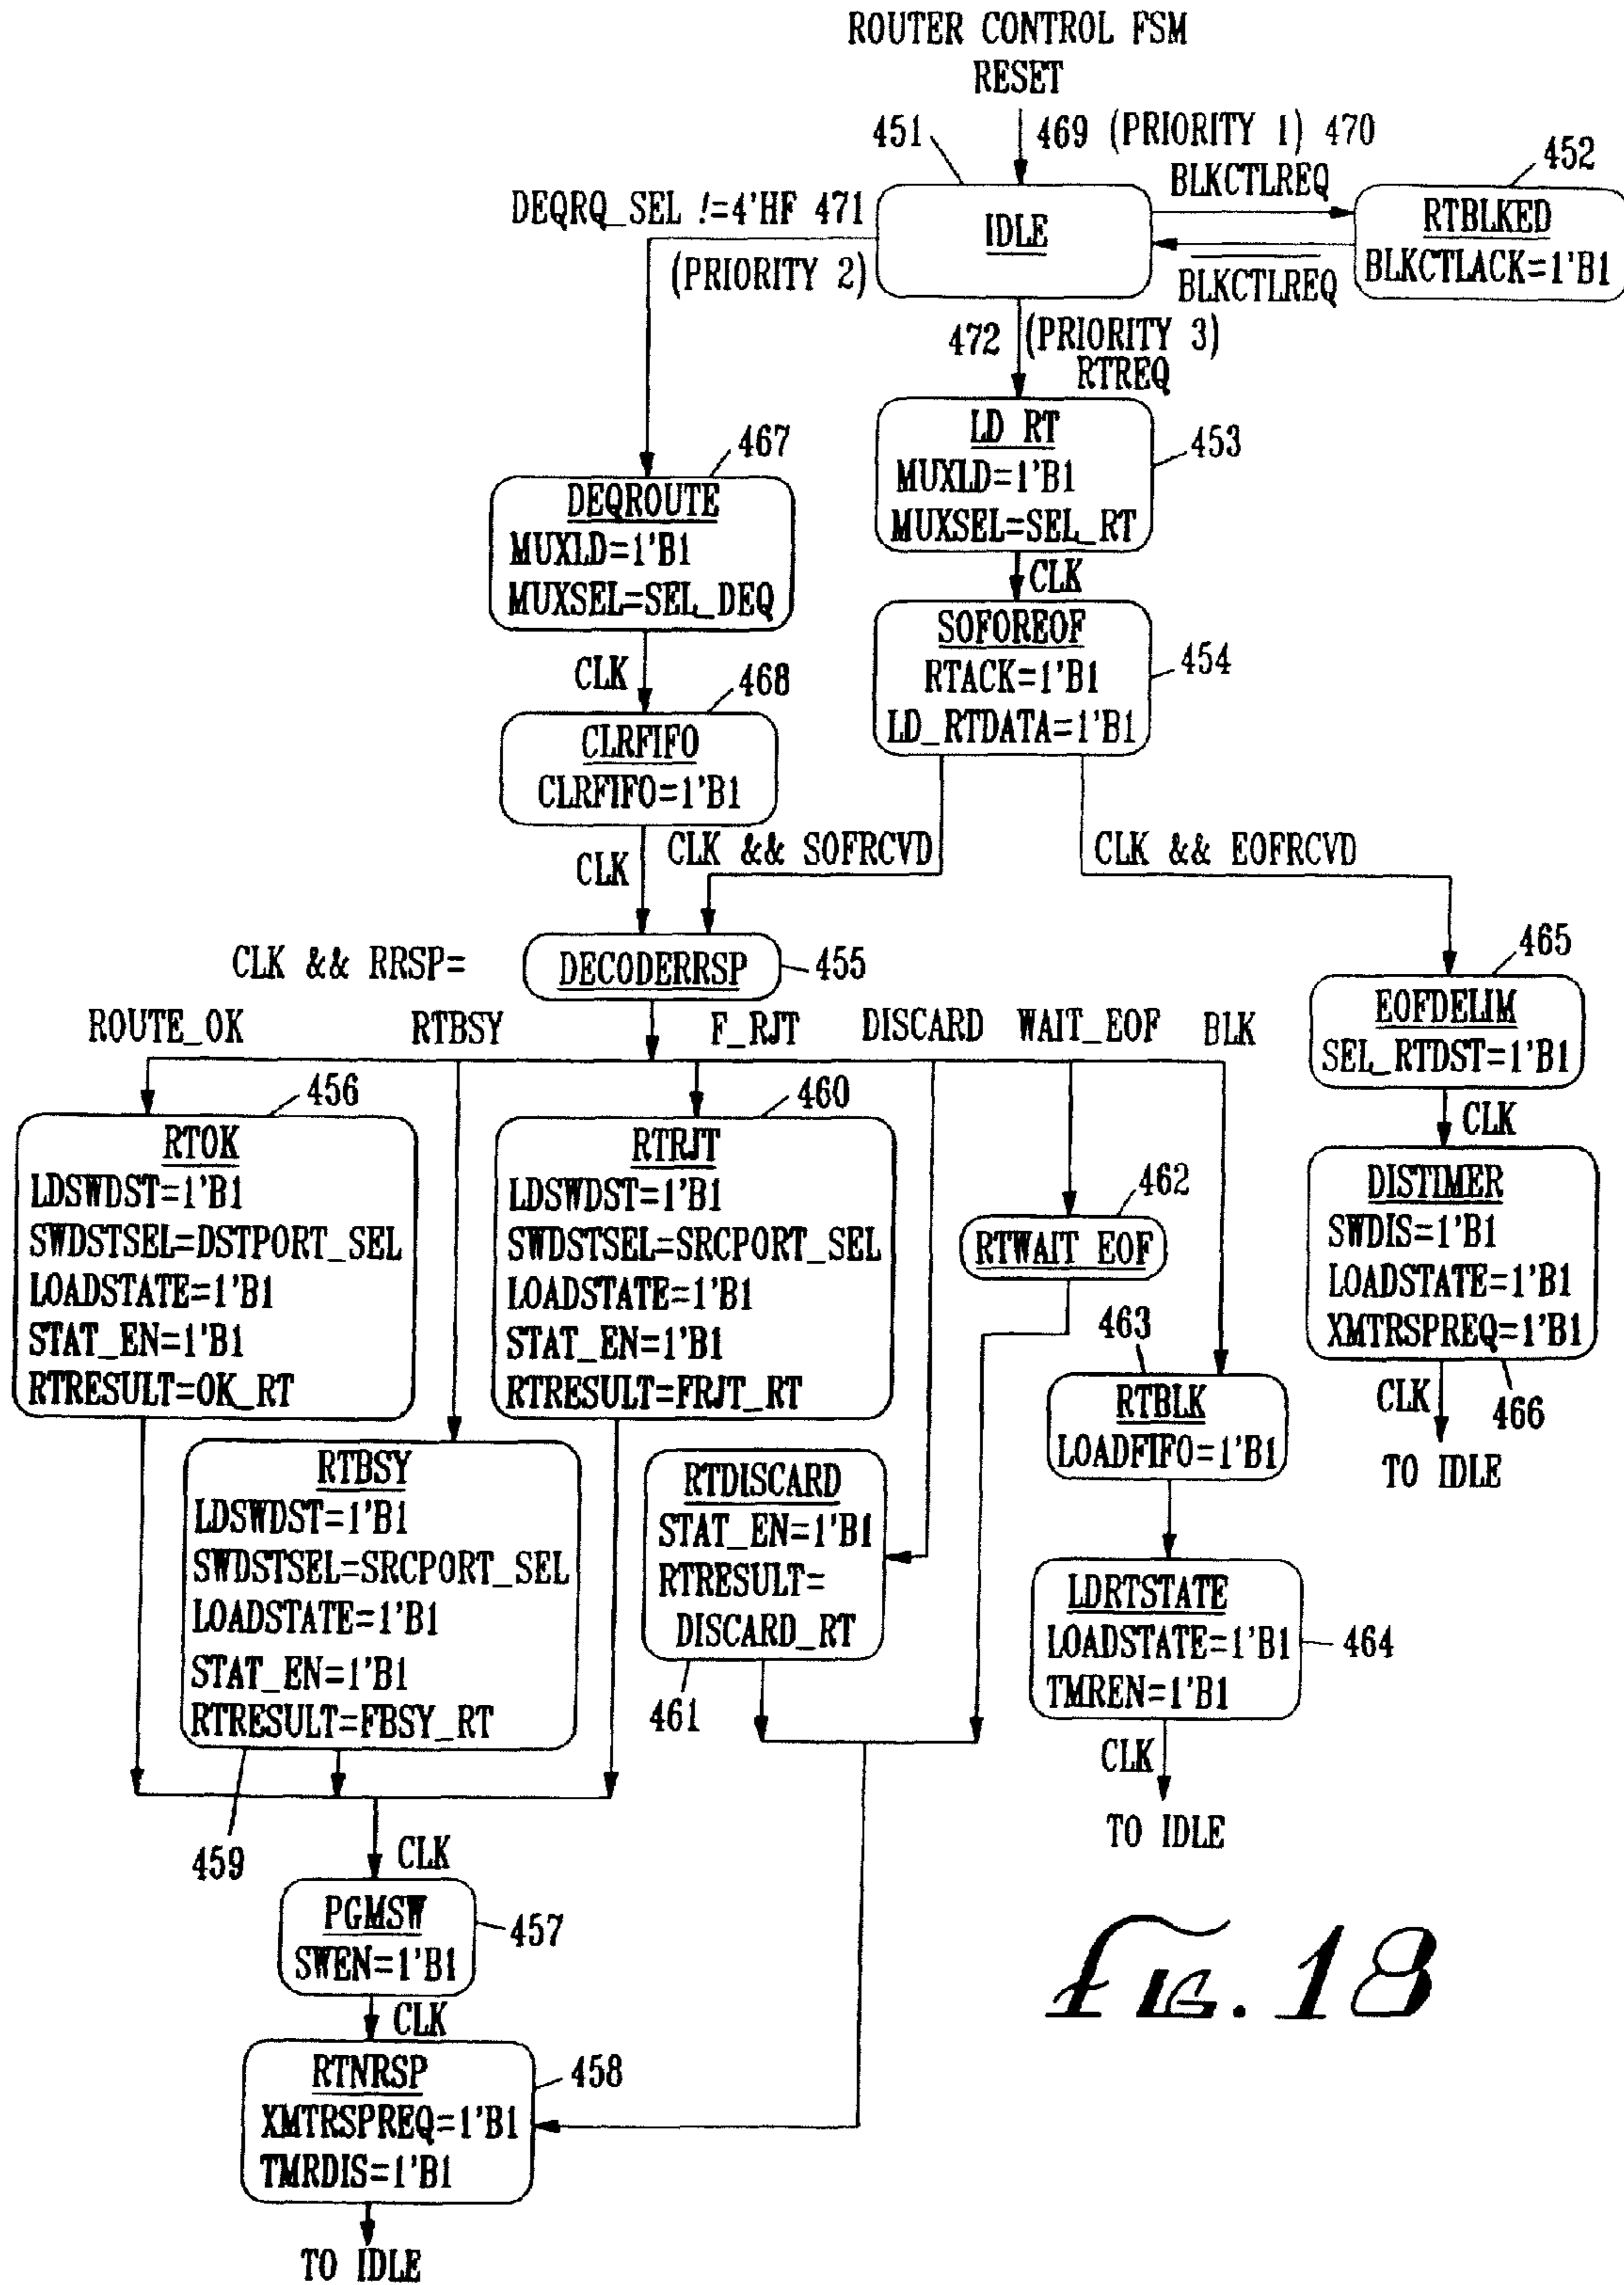 ROUTER CONTROL FSM
RESET
451
469 (PRIORITY 1) 470
452
BLKCTLREQ
DEQRQ_SEL !=4'HF 471
(PRIORITY 2)
IDLE
RTBLKED
BLKCTLACK=1'B1
BLKCTLREQ
472 (PRIORITY 3)
RTREQ
467
DEQROUTE
MUXLD=1'B1
MUXSEL=SEL_DEQ
LD_RT
MUXLD=1'B1
MUXSEL=SEL_RT
453
CLK
CLK
SOFOREOF
RTACK=1'B1
LD_RTDATA=1'B1
454
468
CLRFIFO
CLRFIFO=1'B1
CLK
CLK && SOFRCVD
CLK && EOFRCVD
CLK && RRSP=
DECODERRSP
455
465
EOFDELIM
SEL_RTDST=1'B1
CLK
DISTIMER
SWDIS=1'B1
LOADSTATE=1'B1
XMTRSPREQ=1'B1
CLK
466
TO IDLE
ROUTE_OK
RTBSY
F_RJT
DISCARD
WAIT_EOF
BLK
456
RTOK
LDSWDST=1'B1
SWDSTSEL=DSTPORT_SEL
LOADSTATE=1'B1
STAT_EN=1'B1
RTRESULT=OK_RT
460
RTRJT
LDSWDST=1'B1
SWDSTSEL=SRCPORT_SEL
LOADSTATE=1'B1
STAT_EN=1'B1
RTRESULT=FRJT_RT
462
RTWAIT_EOF
463
RTBLK
LOADFIFO=1'B1
RTBSY
LDSWDST=1'B1
SWDSTSEL=SRCPORT_SEL
LOADSTATE=1'B1
STAT_EN=1'B1
RTRESULT=FBSY_RT
459
RTDISCARD
STAT_EN=1'B1
RTRESULT=
DISCARD_RT
461
LDRTSTATE
LOADSTATE=1'B1
TMREN=1'B1
464
CLK
TO IDLE
CLK
PGMSW
SWEN=1'B1
457
CLK
RTNRSP
XMTRSPREQ=1'B1
TMRDIS=1'B1
458
TO IDLE
FIG. 18